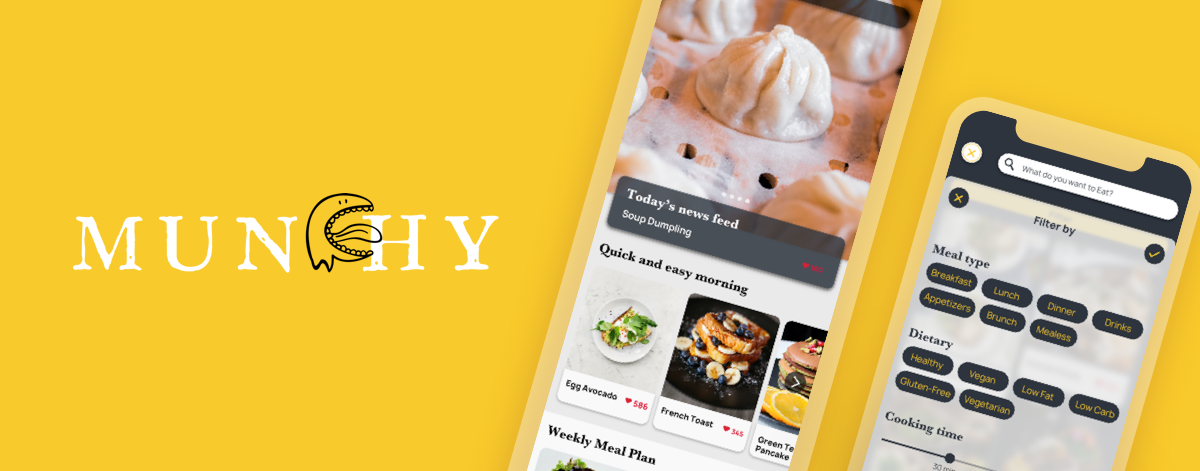 MUNCHY
Today's news feed
Soup Dumpling
Quick and easy morning
Egg Avocado
586
French Toast
345
Green Te
Pancake
Weekly Meal Plan
What do you want to Eat?
Filter by
Meal type
Breakfast
Lunch
Dinner
Drinks
Appetizers
Brunch
Mealess
Dietary
Healthy
Vegan
Low Fat
Low Carb
Gluten-Free
Vegetarian
Cooking time